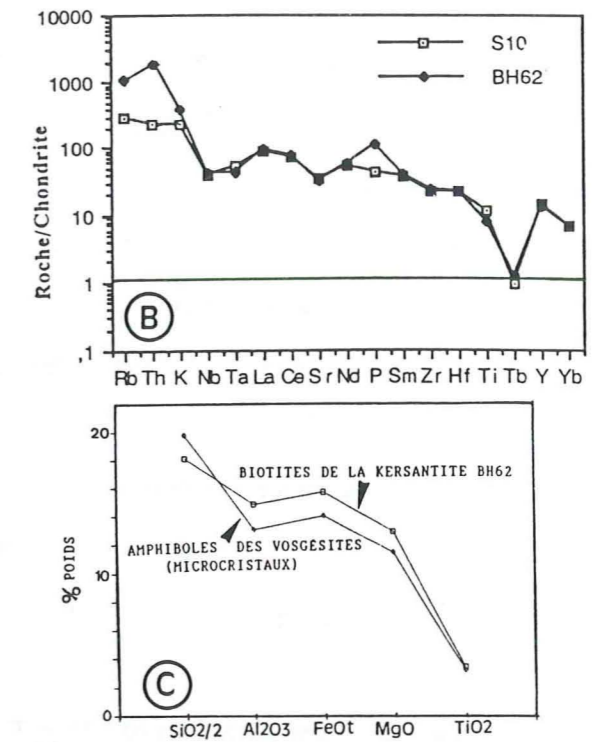 10000
1000
100
10
1
,1
Roche/Chondrite
S10
BH62
B
Rb Th K Nb Ta La Ce Sr Nd P Sm Zr Hf Ti Tb Y Yb
20
10
0
% POIDS
BIOTITES DE LA KERSANTITE BH62
AMPHIBOLES DES VOSGÉSITES
(MICROCRISTAUX)
C
SiO2/2 Al2O3 FeOt MgO TiO2